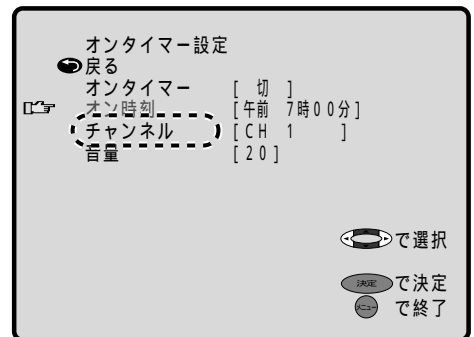 オンタイマー設定
戻る
オンタイマー [ 切 ]
オン時刻 [午前 7時00分]
チャンネル [CH 1 ]
音量 [20]
で選択
決定 で決定
メニュー で終了